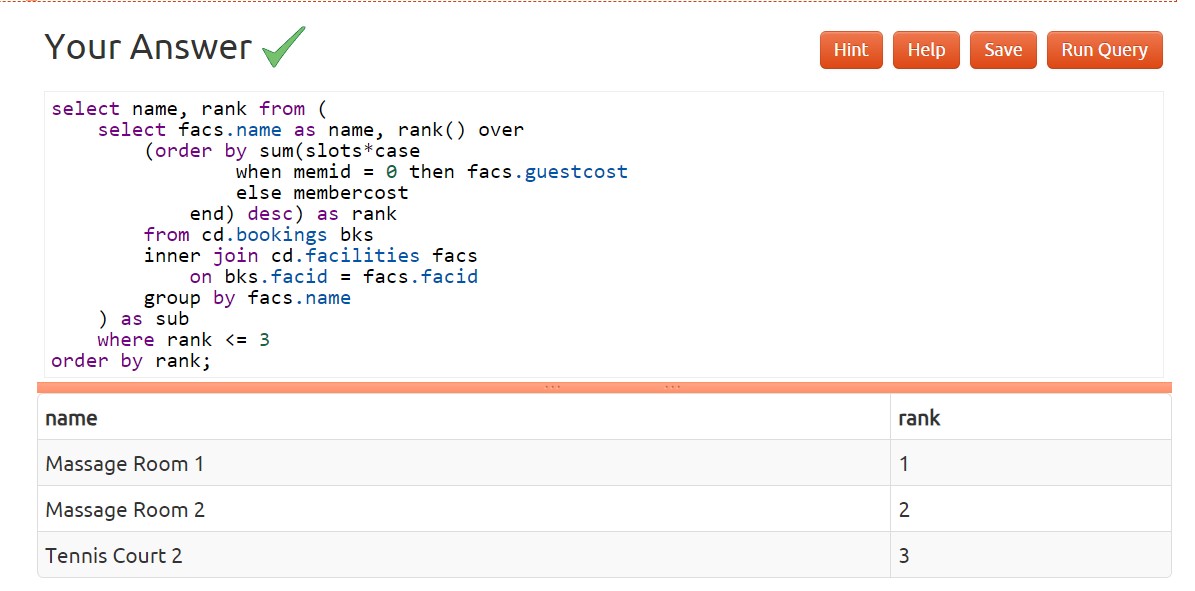 Your Answer
Hint Help Save Run Query
select name, rank from (
    select facs.name as name, rank() over
        (order by sum(slots*case
                when memid = 0 then facs.guestcost
                else membercost
            end) desc) as rank
        from cd.bookings bks
        inner join cd.facilities facs
            on bks.facid = facs.facid
        group by facs.name
    ) as sub
    where rank <= 3
order by rank;
name rank
Massage Room 1 1
Massage Room 2 2
Tennis Court 2 3